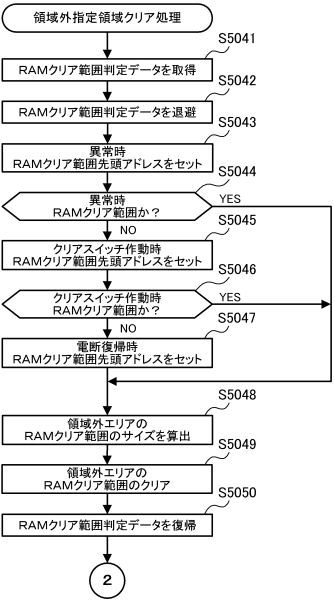 領域外指定領域クリア処理
S5041
RAMクリア範囲判定データを取得
S5042
RAMクリア範囲判定データを退避
S5043
異常時
RAMクリア範囲先頭アドレスをセット
S5044
異常時
RAMクリア範囲か？
YES
NO
S5045
クリアスイッチ作動時
RAMクリア範囲先頭アドレスをセット
S5046
クリアスイッチ作動時
RAMクリア範囲か？
YES
NO
S5047
電断復帰時
RAMクリア範囲先頭アドレスをセット
S5048
領域外エリアの
RAMクリア範囲のサイズを算出
S5049
領域外エリアの
RAMクリア範囲のクリア
S5050
RAMクリア範囲判定データを復帰
2